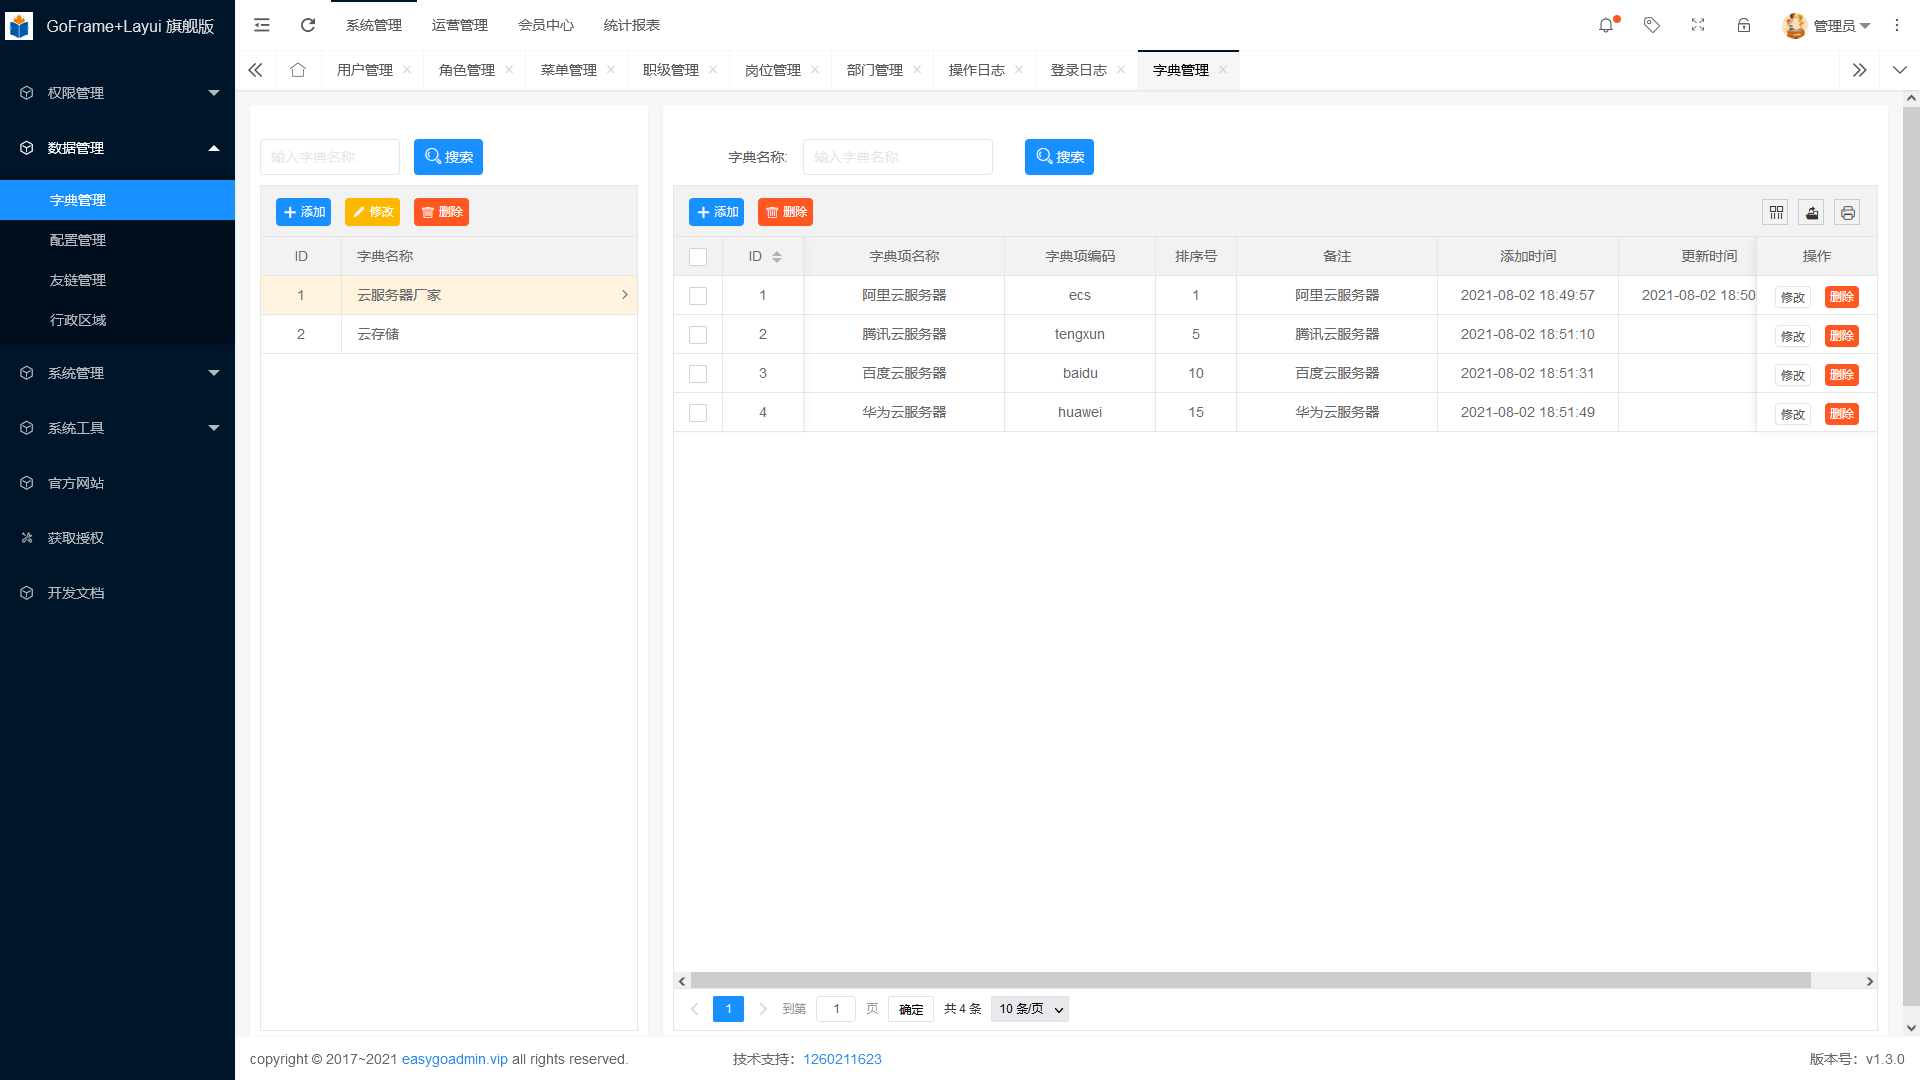 GoFrame+Layui 旗舰版
系统管理 运营管理 会员中心 统计报表
管理员
用户管理 角色管理 菜单管理 职级管理 岗位管理 部门管理 操作日志 登录日志 字典管理
权限管理
数据管理
字典管理
配置管理
友链管理
行政区域
系统管理
系统工具
官方网站
获取授权
开发文档
输入字典名称 搜索
添加 修改 删除
ID 字典名称
1 云服务器厂家
2 云存储
字典名称: 输入字典名称 搜索
添加 删除
ID 字典项名称 字典项编码 排序号 备注 添加时间 更新时间 操作
1 阿里云服务器 ecs 1 阿里云服务器 2021-08-02 18:49:57 2021-08-02 18:50 修改 删除
2 腾讯云服务器 tengxun 5 腾讯云服务器 2021-08-02 18:51:10 修改 删除
3 百度云服务器 baidu 10 百度云服务器 2021-08-02 18:51:31 修改 删除
4 华为云服务器 huawei 15 华为云服务器 2021-08-02 18:51:49 修改 删除
1 到第 1 页 确定 共 4 条 10 条/页
copyright © 2017~2021 easygoadmin.vip all rights reserved. 技术支持：1260211623 版本号：v1.3.0